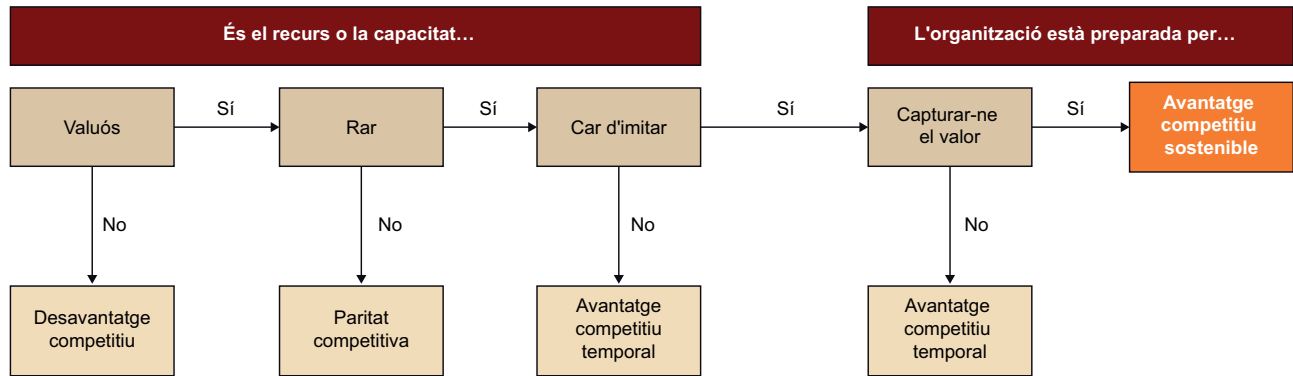 És el recurs o la capacitat…
L'organització està preparada per…
Valuós
Sí
Rar
Sí
Car d'imitar
Sí
Capturar-ne
el valor
Sí
Avantatge
competitiu
sostenible
No
No
No
No
Desavantatge
competitiu
Paritat
competitiva
Avantatge
competitiu
temporal
Avantatge
competitiu
temporal